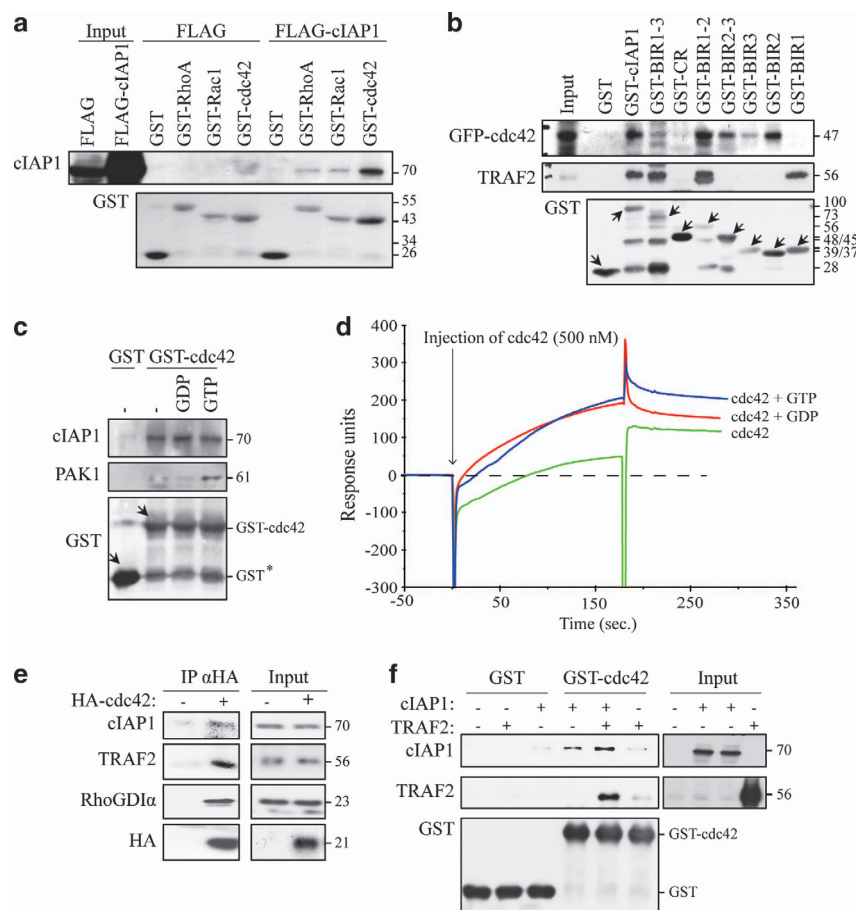 a
Input FLAG FLAG-cIAP1
FLAG FLAG-cIAP1 GST GST-RhoA GST-Rac1 GST-cdc42 GST GST-RhoA GST-Rac1 GST-cdc42
cIAP1 70
GST 55
43
34
26
b
Input GST GST-cIAP1 GST-BIR1-3 GST-CR GST-BIR1-2 GST-BIR2-3 GST-BIR3 GST-BIR2 GST-BIR1
GFP-cdc42 47
TRAF2 56
GST 100
73
56
48/45
39/37
28
c
GST GST-cdc42
- - GDP GTP
cIAP1 70
PAK1 61
GST GST-cdc42
GST*
d
Injection of cdc42 (500 nM)
Response units
400
300
200
100
0
-100
-200
-300
-50 50 150 250 350
Time (sec.)
cdc42 + GTP
cdc42 + GDP
cdc42
e
IP αHA Input
HA-cdc42: - + - +
cIAP1 70
TRAF2 56
RhoGDIα 23
HA 21
f
GST GST-cdc42 Input
cIAP1: - - + + + - - + + -
TRAF2: - + - - + + - - - +
cIAP1 70
TRAF2 56
GST GST-cdc42
GST